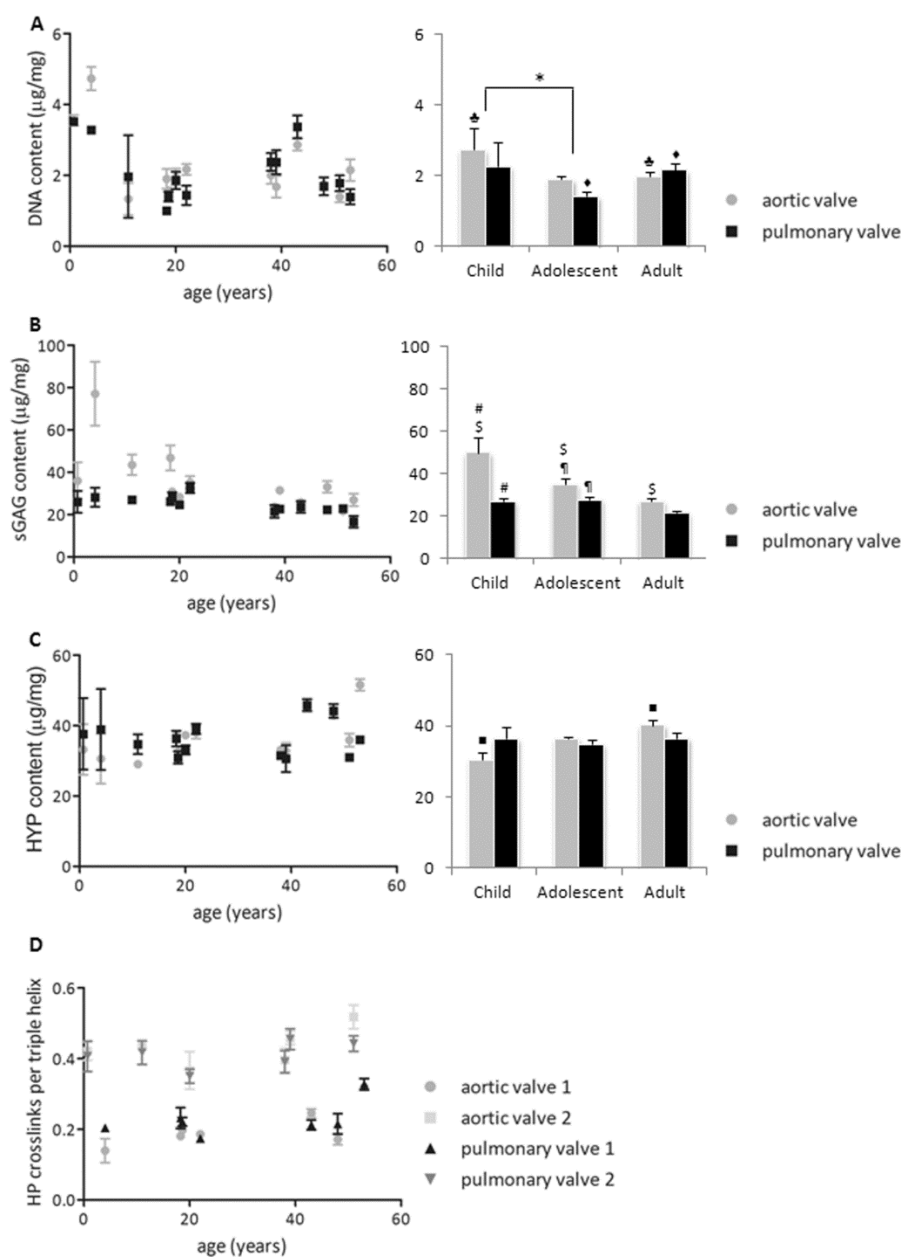 A
DNA content (μg/mg)
6
4
2
0
0 20 40 60
age (years)
6
4
2
0
*
♣
♦
♣
♦
Child Adolescent Adult
aortic valve
pulmonary valve
B
sGAG content (μg/mg)
100
80
60
40
20
0
0 20 40 60
age (years)
100
80
60
40
20
0
#
$
#
$
¶
¶
$
Child Adolescent Adult
aortic valve
pulmonary valve
C
HYP content (μg/mg)
60
40
20
0
0 20 40 60
age (years)
60
40
20
0
■
■
Child Adolescent Adult
aortic valve
pulmonary valve
D
HP crosslinks per triple helix
0.6
0.4
0.2
0.0
0 20 40 60
age (years)
aortic valve 1
aortic valve 2
pulmonary valve 1
pulmonary valve 2